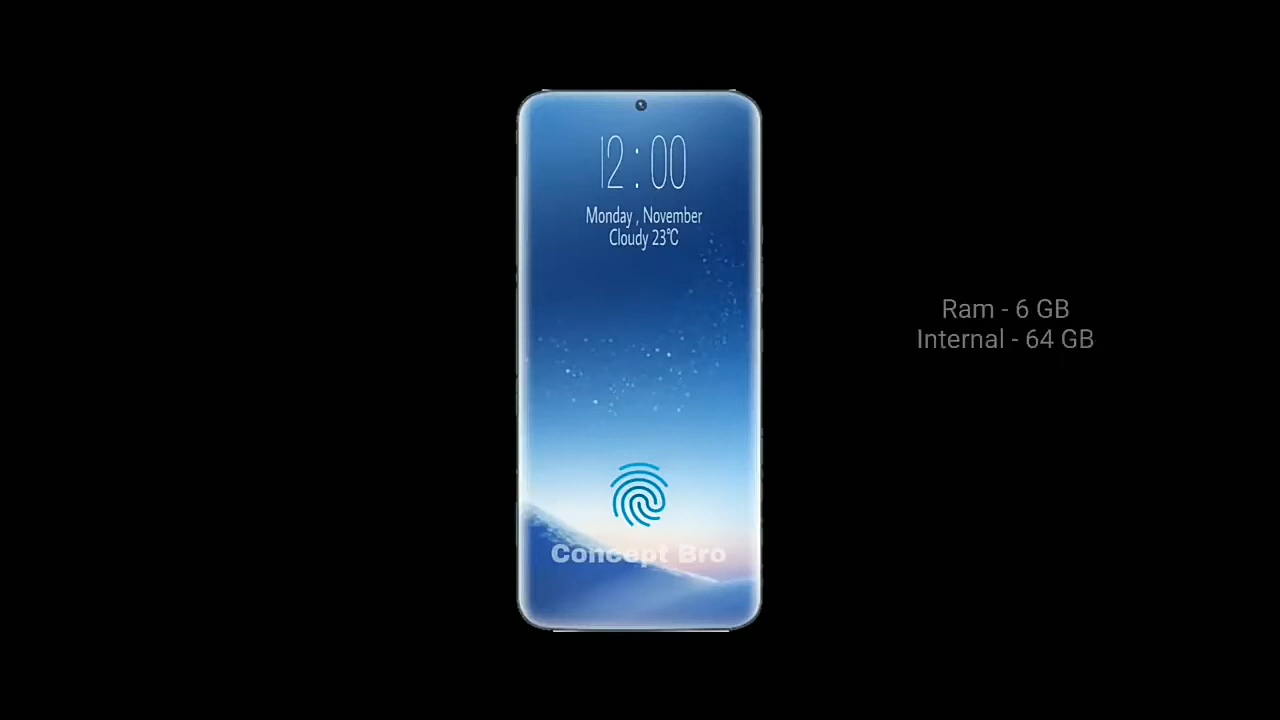 12 : 00
Monday , November
Cloudy 23℃
Ram - 6 GB
Internal - 64 GB
Concept Bro